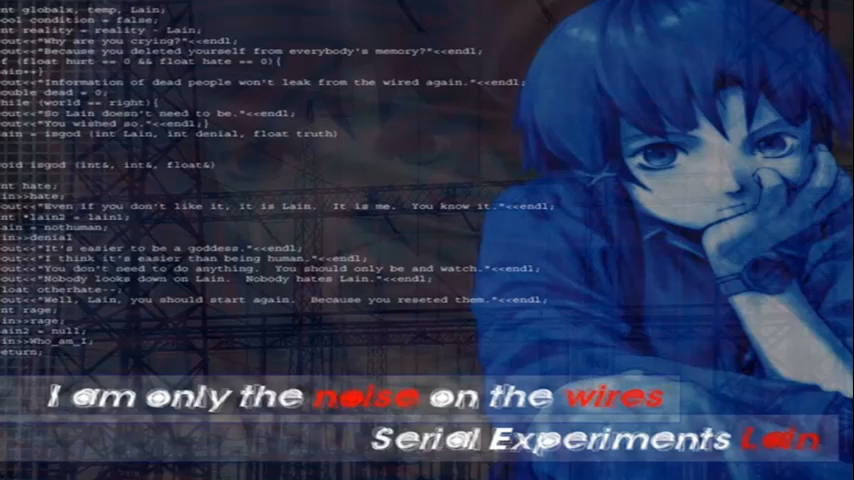 nt globalx, temp, Lain;
ool condition = false;
nt reality = reality - Lain;
out<<"Why are you crying?"<<endl;
out<<"Because you deleted yourself from everybody's memory?"<<endl;
f (float hurt == 0 && float hate == 0){
ain++}
out<<"Information of dead people won't leak from the wired again."<<endl;
ouble dead = 0;
hile (world == right){
out<<"So Lain doesn't need to be."<<endl;
out<<"You wished so."<<endl;}
ain = isgod (int Lain, int denial, float truth)
oid isgod (int&, int&, float&)
nt hate;
in>>hate;
out<<"Even if you don't like it, it is Lain.  It is me.  You know it."<<endl;
nt *lain2 = lain1;
ain = nothuman;
in>>denial
out<<"It's easier to be a goddess."<<endl;
out<<"I think it's easier than being human."<<endl;
out<<"You don't need to do anything.  You should only be and watch."<<endl;
out<<"Nobody looks down on Lain.  Nobody hates Lain."<<endl;
loat otherhate--;
out<<"Well, Lain, you should start again.  Because you reseted them."<<endl;
nt rage;
in>>rage;
ain2 = null;
in>>Who_am_I;
eturn;
I am only the noise on the wires
Serial Experiments Lain